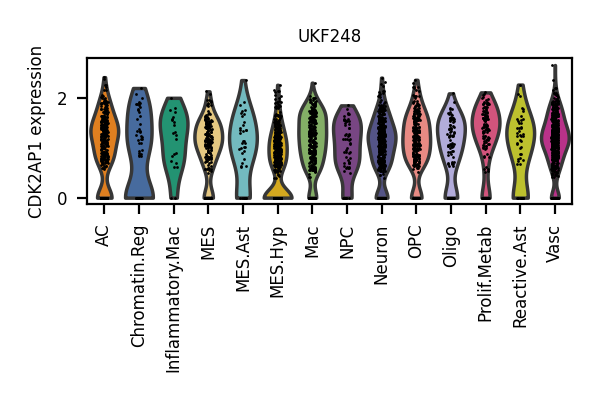 UKF248
CDK2AP1 expression
2
0
AC
Chromatin.Reg
Inflammatory.Mac
MES
MES.Ast
MES.Hyp
Mac
NPC
Neuron
OPC
Oligo
Prolif.Metab
Reactive.Ast
Vasc